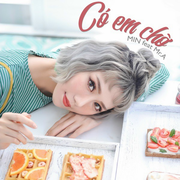 Có em chờ
MIN feat Mr.A